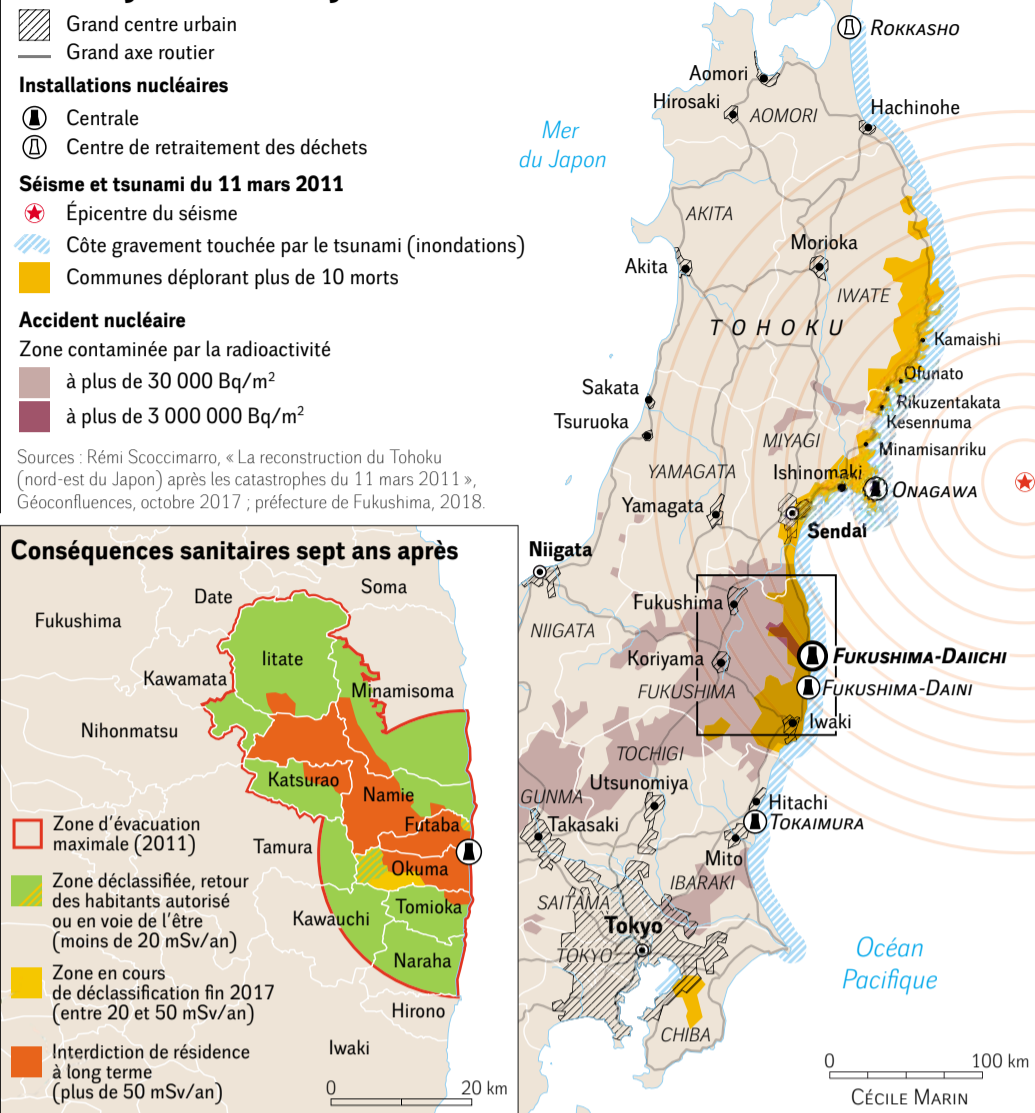 Grand centre urbain
Grand axe routier
Installations nucléaires
Centrale
Centre de retraitement des déchets
Séisme et tsunami du 11 mars 2011
Épicentre du séisme
Côte gravement touchée par le tsunami (inondations)
Communes déplorant plus de 10 morts
Accident nucléaire
Zone contaminée par la radioactivité
à plus de 30 000 Bq/m²
à plus de 3 000 000 Bq/m²
Sources : Rémi Scoccimarro, « La reconstruction du Tohoku
(nord-est du Japon) après les catastrophes du 11 mars 2011 »,
Géoconfluences, octobre 2017 ; préfecture de Fukushima, 2018.
ROKKASHO
Aomori
Hirosaki
AOMORI
Hachinohe
Mer
du Japon
AKITA
Morioka
Akita
IWATE
TOHOKU
Kamaishi
Ofunato
Sakata
Rikuzentakata
Tsuruoka
Kesennuma
MIYAGI
Minamisanriku
YAMAGATA
Ishinomaki
ONAGAWA
Yamagata
Sendai
Niigata
Fukushima
NIIGATA
Koriyama
FUKUSHIMA-DAIICHI
FUKUSHIMA
FUKUSHIMA-DAINI
Iwaki
TOCHIGI
Utsunomiya
GUNMA
Hitachi
Takasaki
TOKAIMURA
Mito
IBARAKI
SAITAMA
Tokyo
TOKYO
Océan
Pacifique
CHIBA
0 100 km
CÉCILE MARIN
Conséquences sanitaires sept ans après
Soma
Date
Fukushima
Iitate
Kawamata
Minamisoma
Nihonmatsu
Katsurao
Namie
Futaba
Tamura
Okuma
Tomioka
Kawauchi
Naraha
Hirono
Iwaki
Zone d'évacuation
maximale (2011)
Zone déclassifiée, retour
des habitants autorisé
ou en voie de l'être
(moins de 20 mSv/an)
Zone en cours
de déclassification fin 2017
(entre 20 et 50 mSv/an)
Interdiction de résidence
à long terme
(plus de 50 mSv/an)
0 20 km